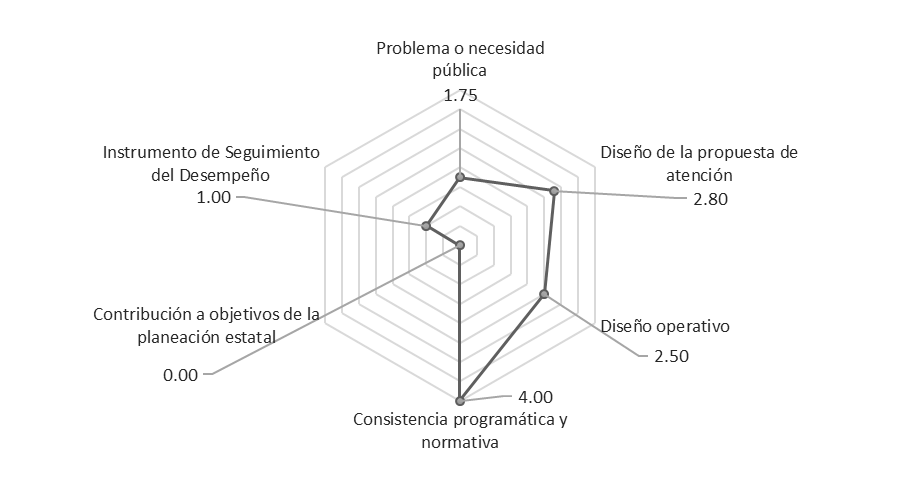 Problema o necesidad
pública
1.75
Diseño de la propuesta de
atención
2.80
Diseño operativo
2.50
4.00
Consistencia programática y
normativa
Contribución a objetivos de la
planeación estatal
0.00
Instrumento de Seguimiento
del Desempeño
1.00